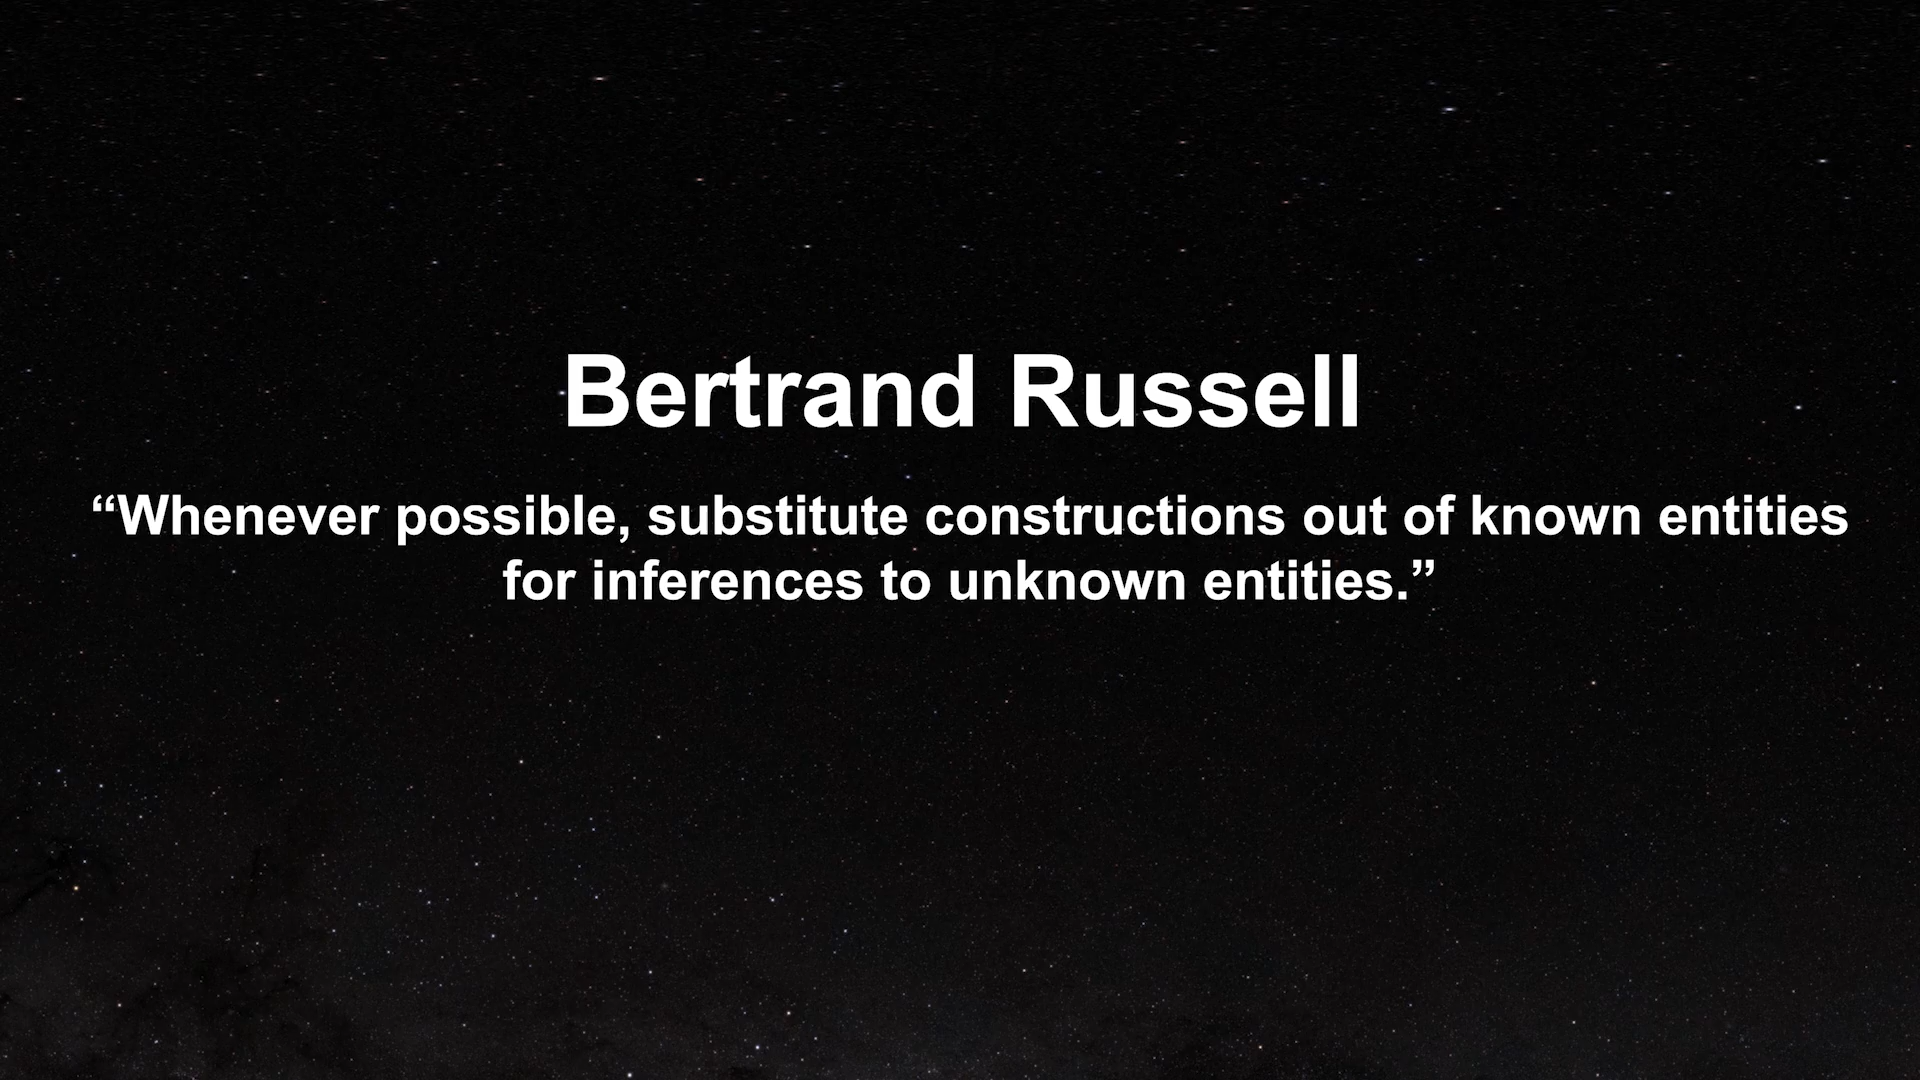 Bertrand Russell
“Whenever possible, substitute constructions out of known entities
for inferences to unknown entities.”